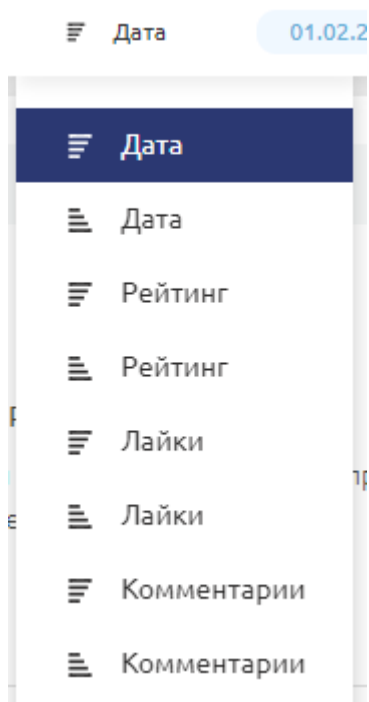 Дата 01.02.2
Дата
Дата
Рейтинг
Рейтинг
Лайки
Лайки
Комментарии
Комментарии